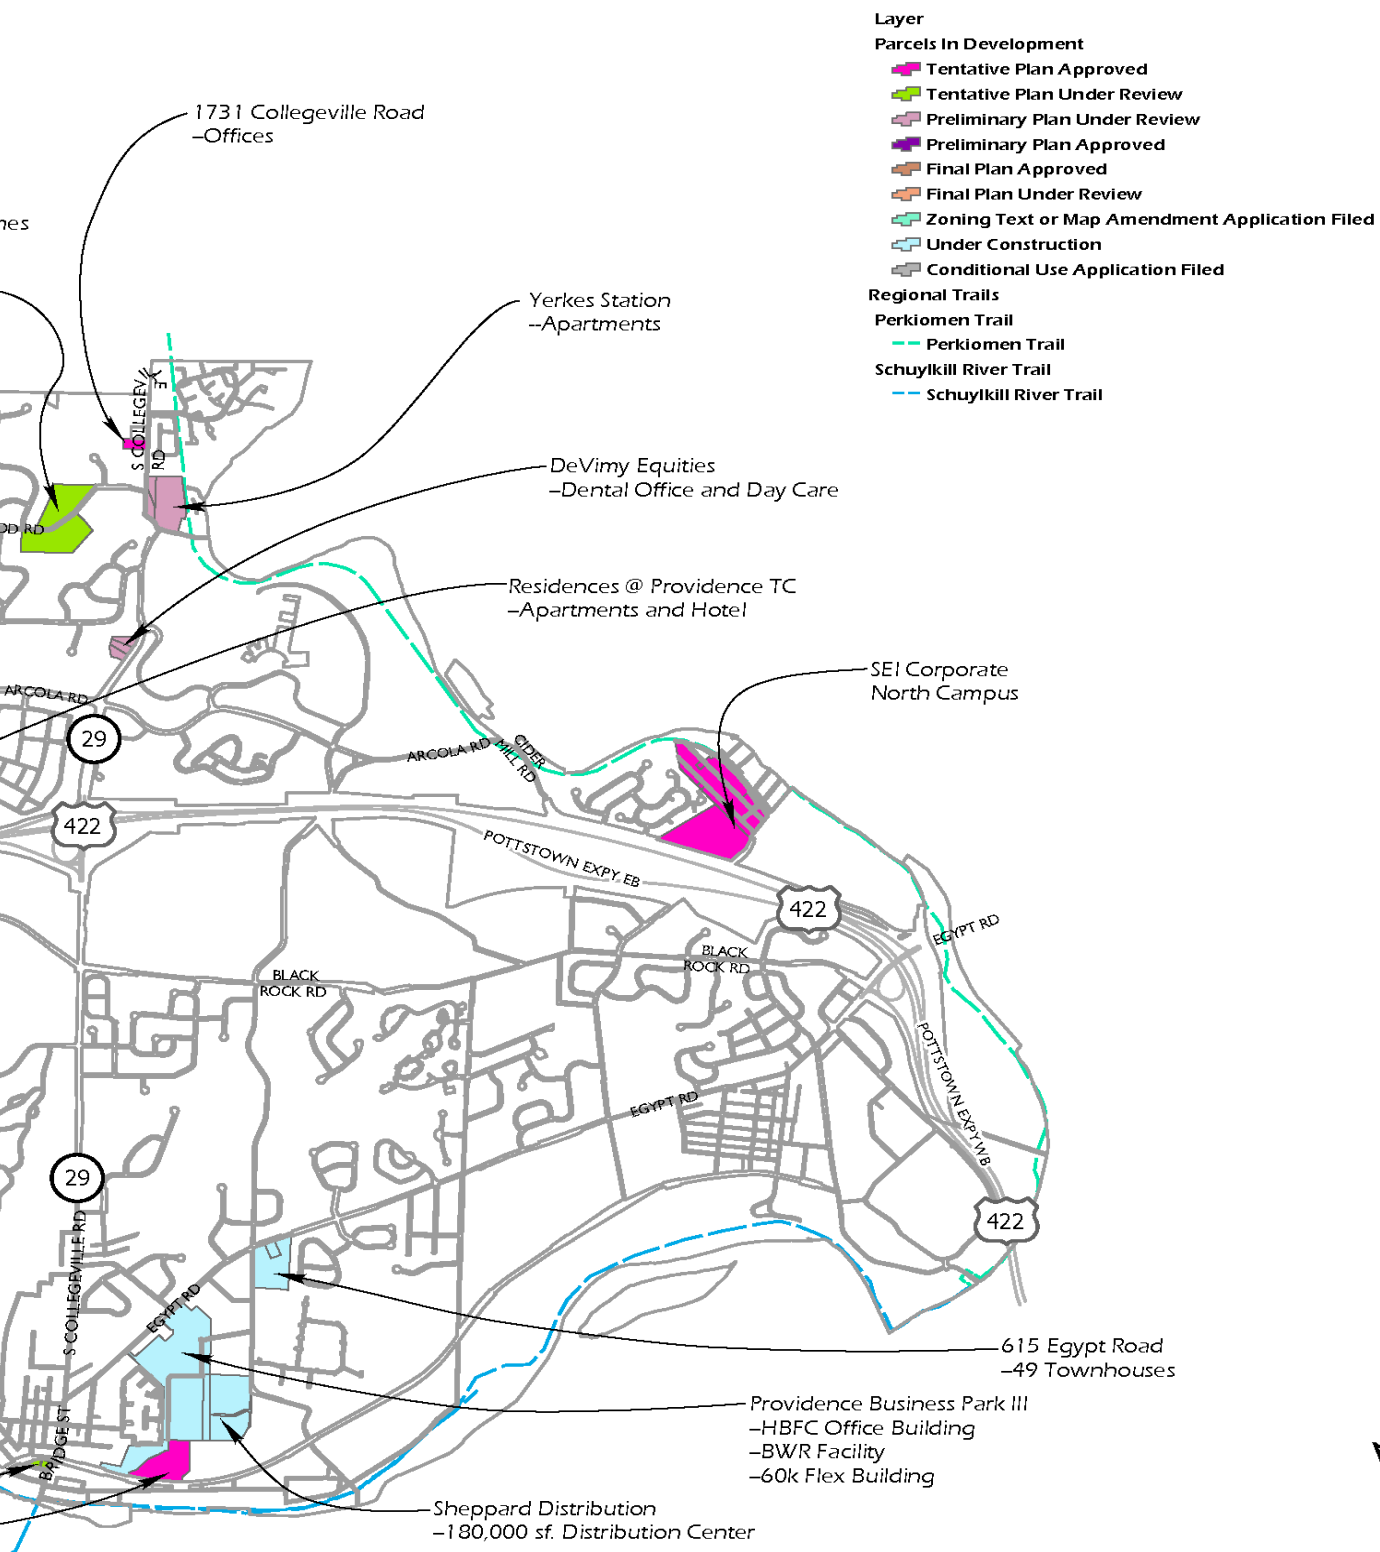 Layer
Parcels In Development
Tentative Plan Approved
Tentative Plan Under Review
Preliminary Plan Under Review
Preliminary Plan Approved
Final Plan Approved
Final Plan Under Review
Zoning Text or Map Amendment Application Filed
Under Construction
Conditional Use Application Filed
Regional Trails
Perkiomen Trail
Perkiomen Trail
Schuylkill River Trail
Schuylkill River Trail
1731 Collegeville Road
–Offices
nes
Yerkes Station
--Apartments
S COLLEGEVILLE
RD
DeVimy Equities
–Dental Office and Day Care
OD RD
Residences @ Providence TC
–Apartments and Hotel
SEI Corporate
North Campus
ARCOLA RD
29
ARCOLA RD
CIDER
MILL RD
422
POTTSTOWN EXPY EB
422
EGYPT RD
BLACK
ROCK RD
BLACK
ROCK RD
POTTSTOWN EXPY WB
EGYPT RD
29
422
S COLLEGEVILLE RD
EGYPT RD
615 Egypt Road
–49 Townhouses
Providence Business Park III
–HBFC Office Building
–BWR Facility
–60k Flex Building
BRIDGE ST
Sheppard Distribution
–180,000 sf. Distribution Center